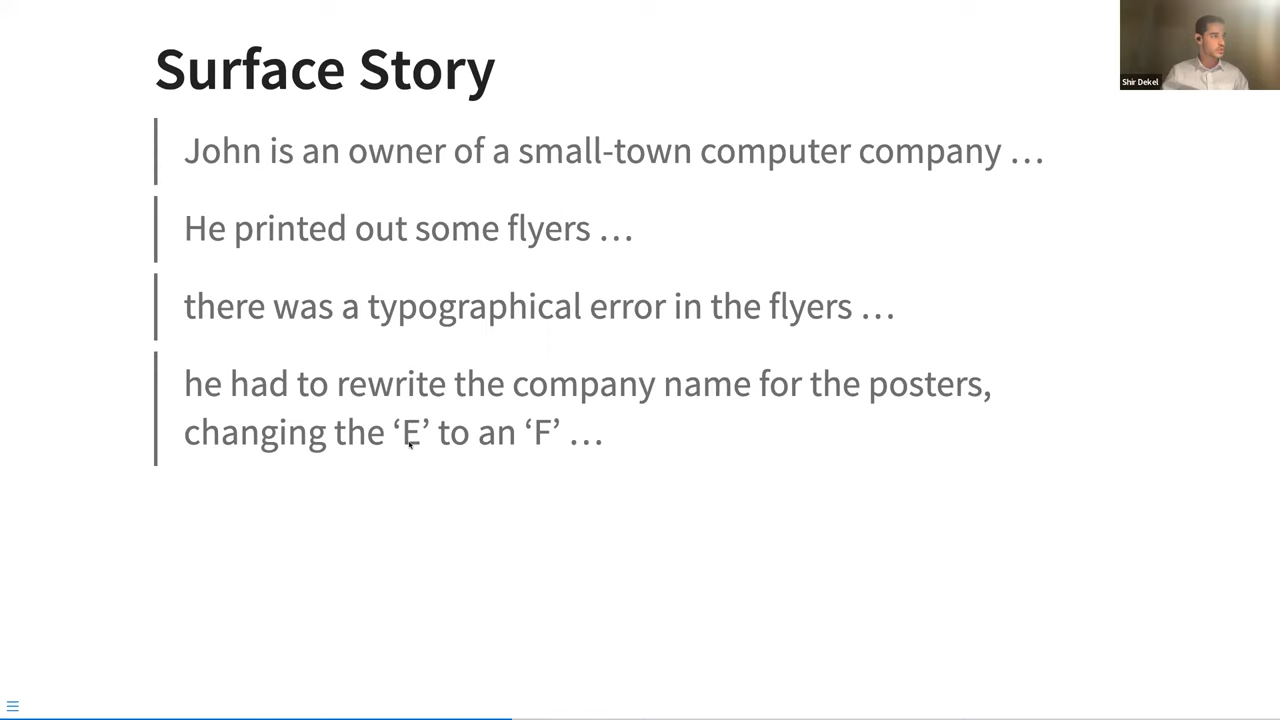 Surface Story
Shir Dekel
John is an owner of a small-town computer company …
He printed out some flyers …
there was a typographical error in the flyers …
he had to rewrite the company name for the posters,
changing the ‘E’ to an ‘F’ …